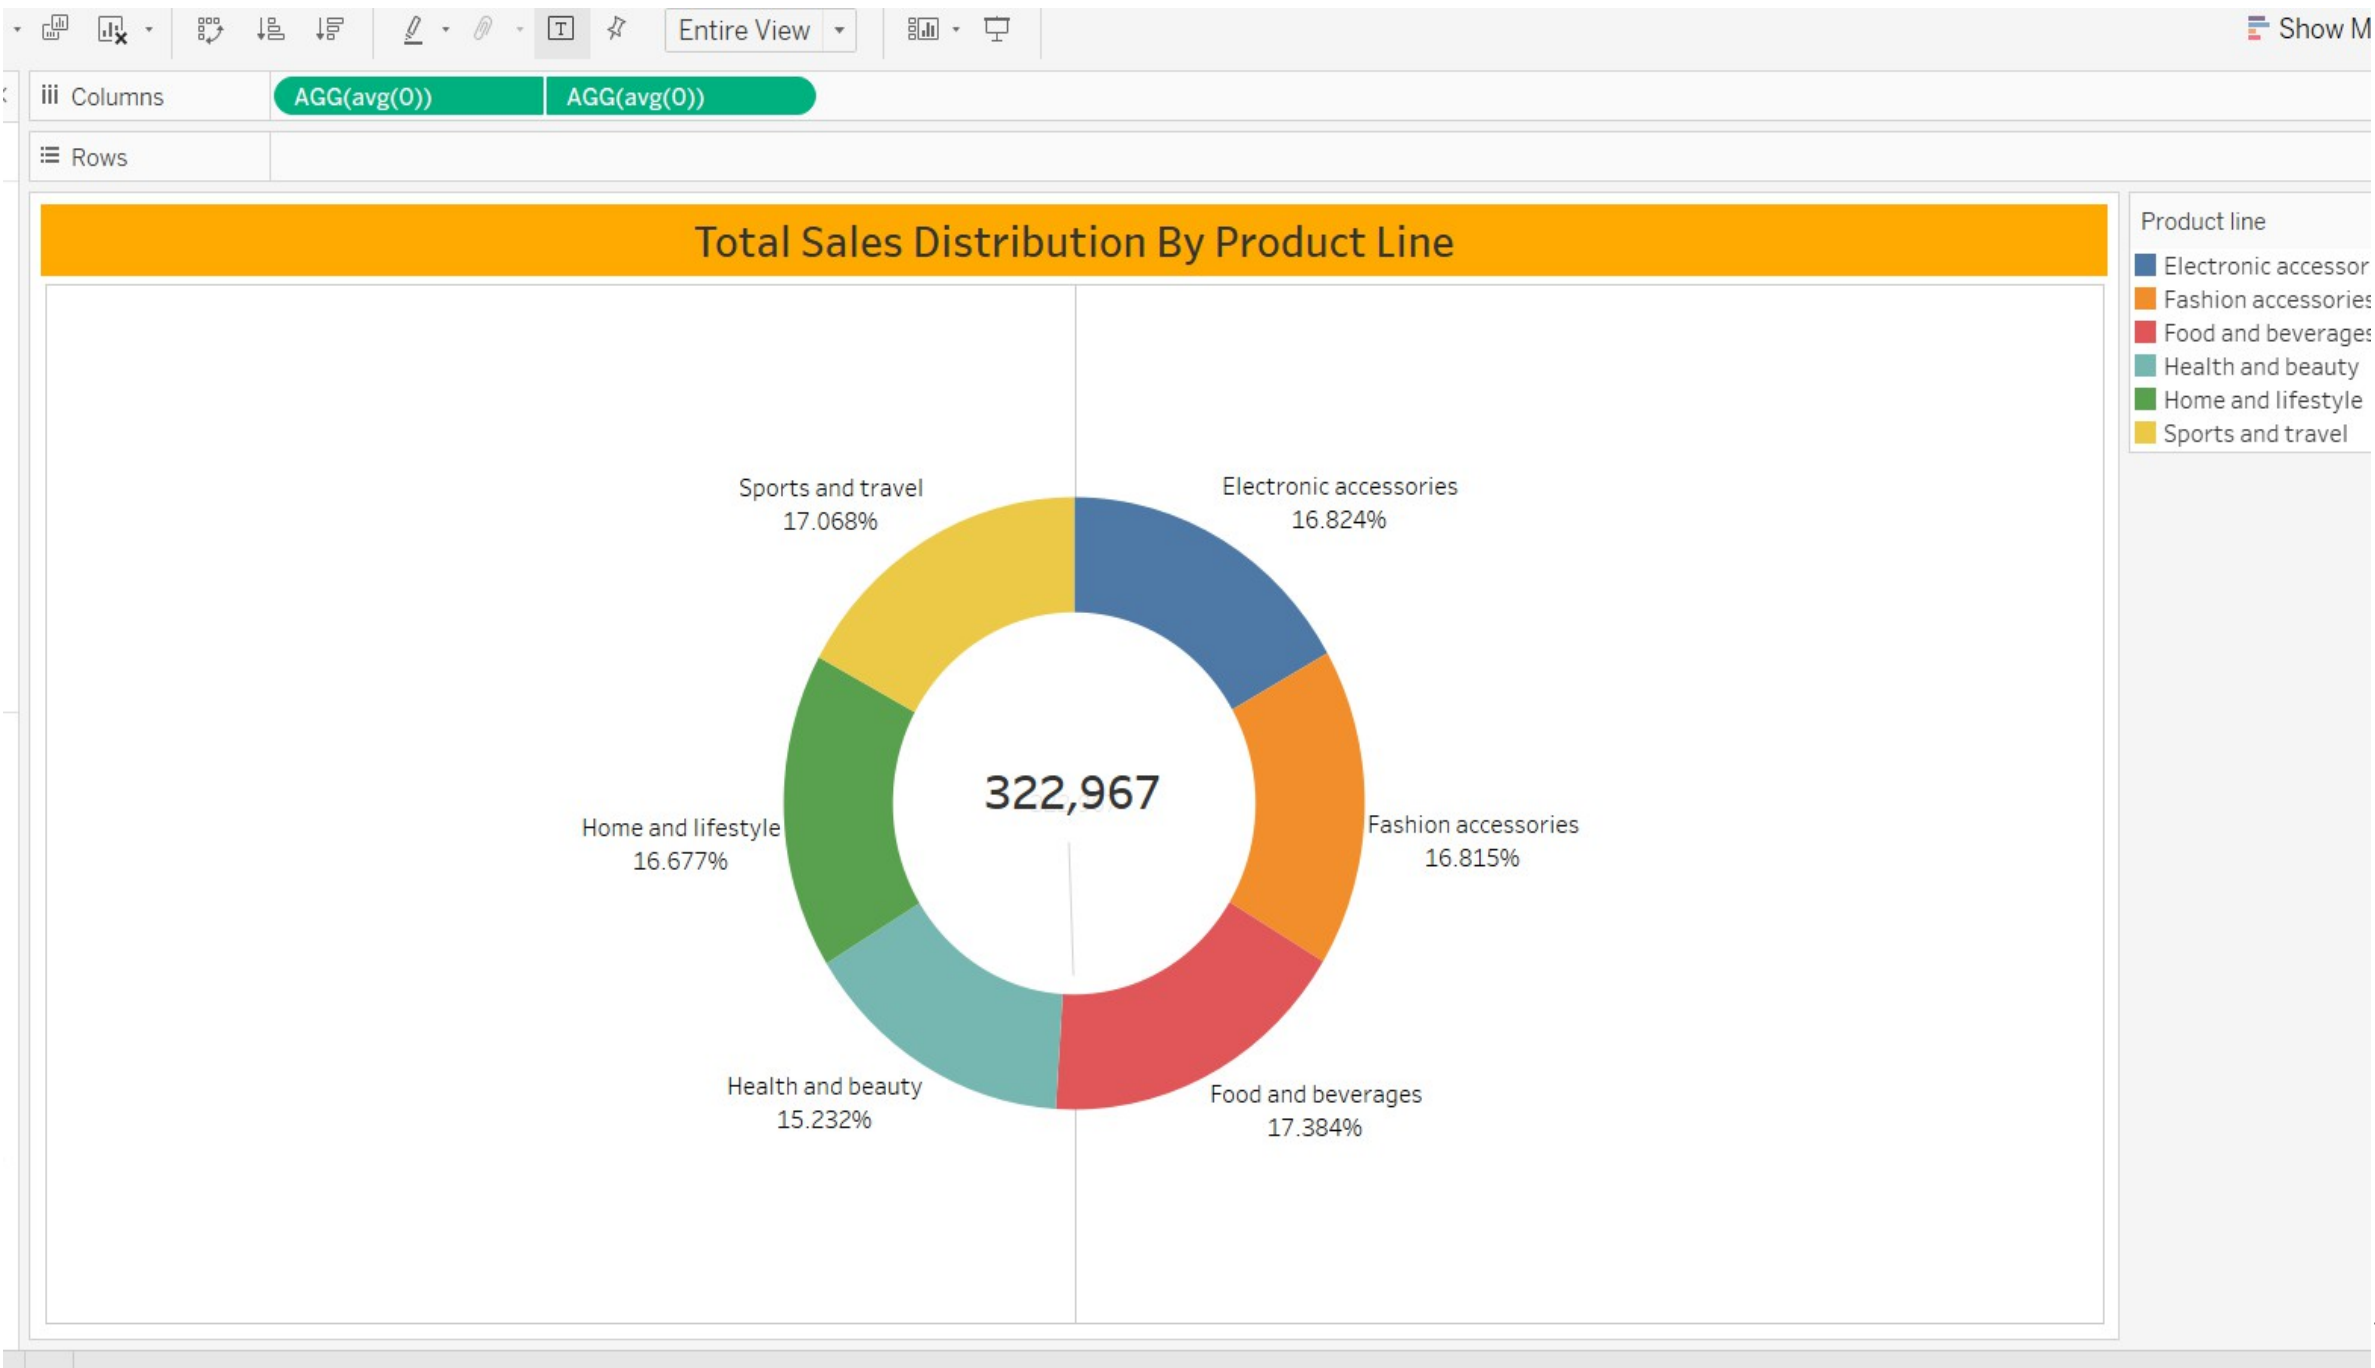 Entire View
Show M
Columns
AGG(avg(0))
AGG(avg(0))
Rows
Total Sales Distribution By Product Line
Product line
Electronic accessor
Fashion accessories
Food and beverages
Health and beauty
Home and lifestyle
Sports and travel
Sports and travel
17.068%
Electronic accessories
16.824%
322,967
Home and lifestyle
16.677%
Fashion accessories
16.815%
Health and beauty
15.232%
Food and beverages
17.384%